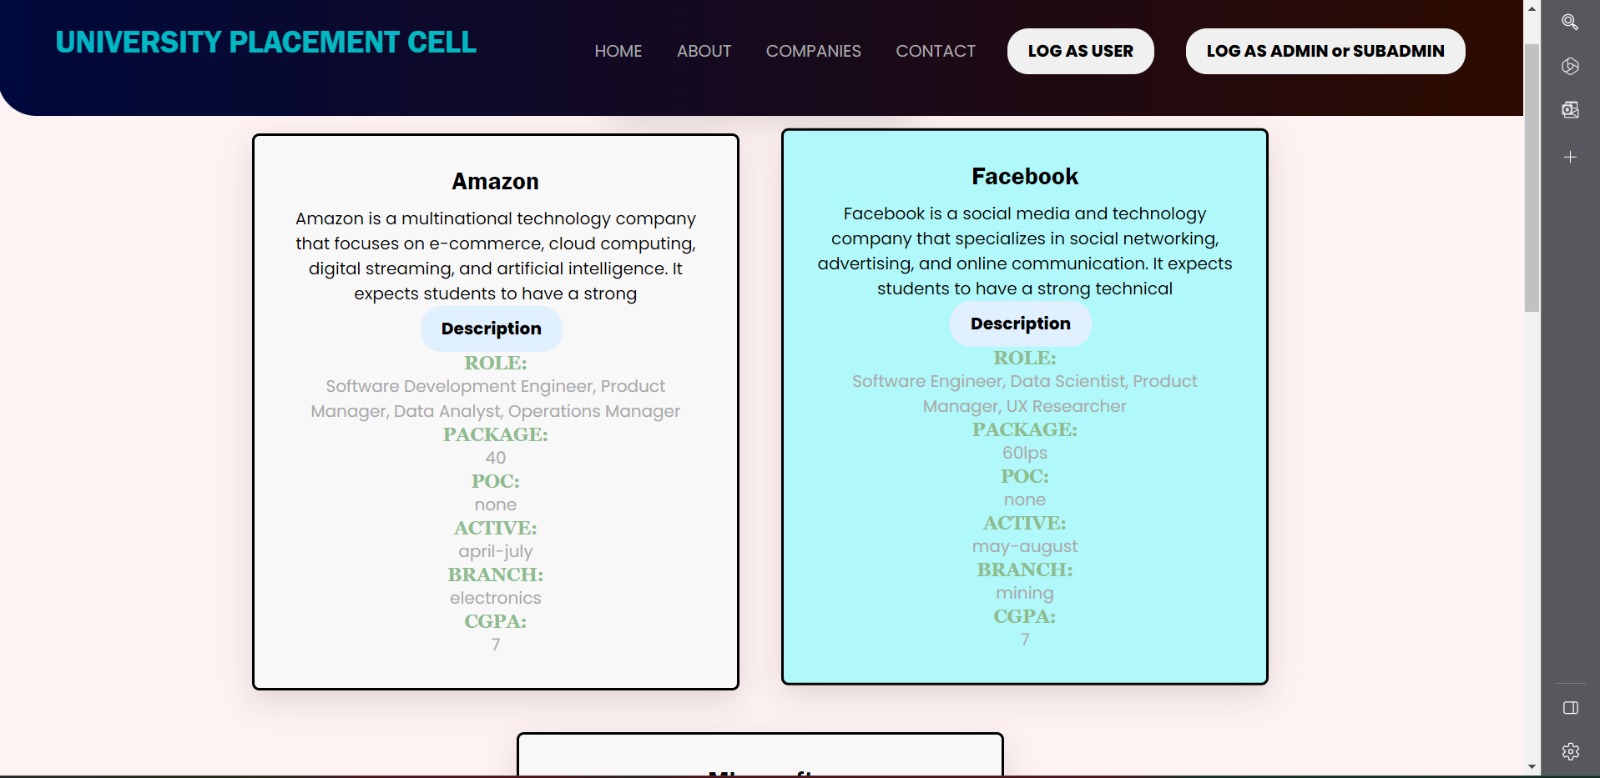 UNIVERSITY PLACEMENT CELL
HOME ABOUT COMPANIES CONTACT LOG AS USER LOG AS ADMIN or SUBADMIN
Amazon
Amazon is a multinational technology company
that focuses on e-commerce, cloud computing,
digital streaming, and artificial intelligence. It
expects students to have a strong
Description
ROLE:
Software Development Engineer, Product
Manager, Data Analyst, Operations Manager
PACKAGE:
40
POC:
none
ACTIVE:
april-july
BRANCH:
electronics
CGPA:
7
Facebook
Facebook is a social media and technology
company that specializes in social networking,
advertising, and online communication. It expects
students to have a strong technical
Description
ROLE:
Software Engineer, Data Scientist, Product
Manager, UX Researcher
PACKAGE:
60lps
POC:
none
ACTIVE:
may-august
BRANCH:
mining
CGPA:
7
Microsoft